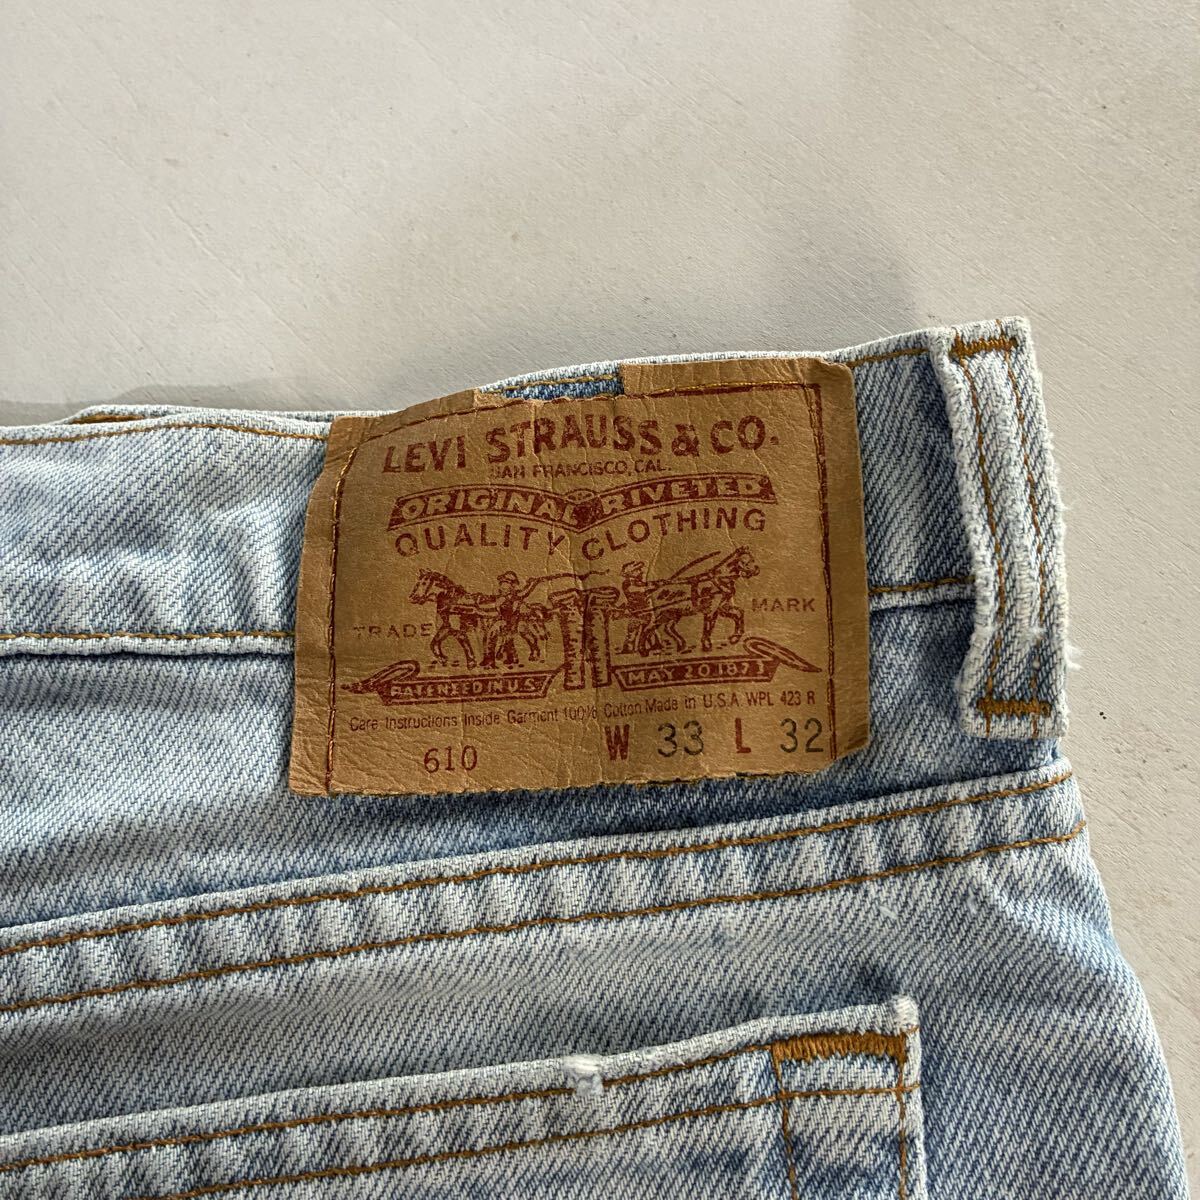 LEVI STRAUSS & CO.
SAN FRANCISCO, CAL.
ORIGINAL RIVETED
QUALITY CLOTHING
TRADE MARK
PATENTED IN U.S. MAY 20 1873
Care Instructions Inside Garment 100% Cotton Made in U.S.A. WPL 423 R
610 W 33 L 32